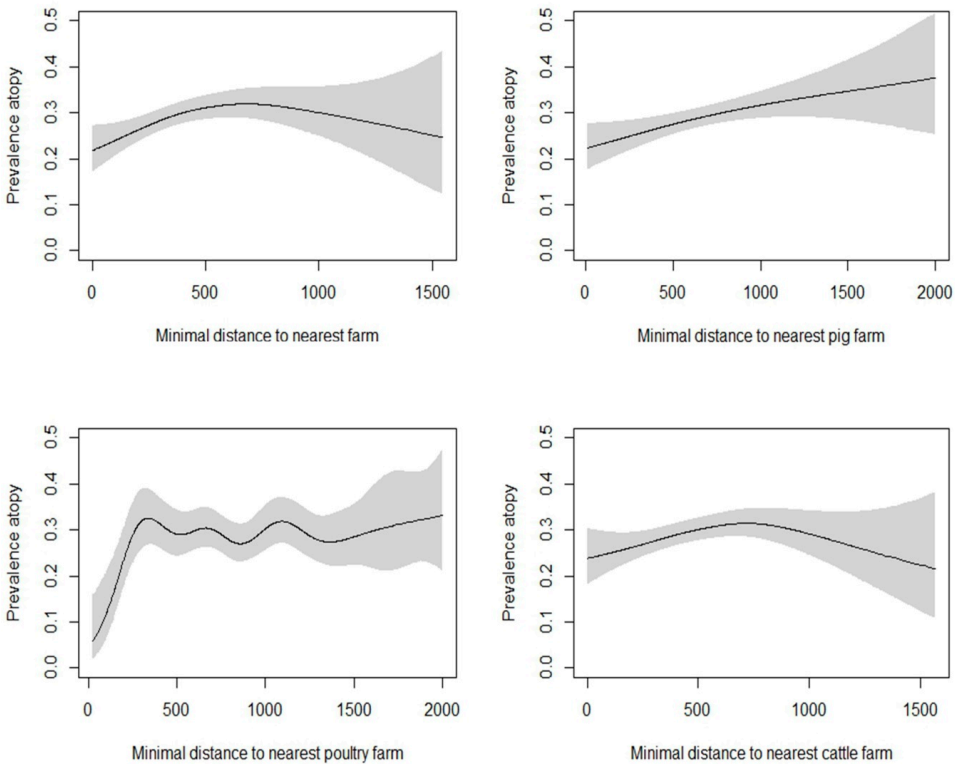 Prevalence atopy
0.5
0.4
0.3
0.2
0.1
0.0
0 500 1000 1500
Minimal distance to nearest farm
Prevalence atopy
0.5
0.4
0.3
0.2
0.1
0.0
0 500 1000 1500 2000
Minimal distance to nearest pig farm
Prevalence atopy
0.5
0.4
0.3
0.2
0.1
0.0
0 500 1000 1500 2000
Minimal distance to nearest poultry farm
Prevalence atopy
0.5
0.4
0.3
0.2
0.1
0.0
0 500 1000 1500
Minimal distance to nearest cattle farm